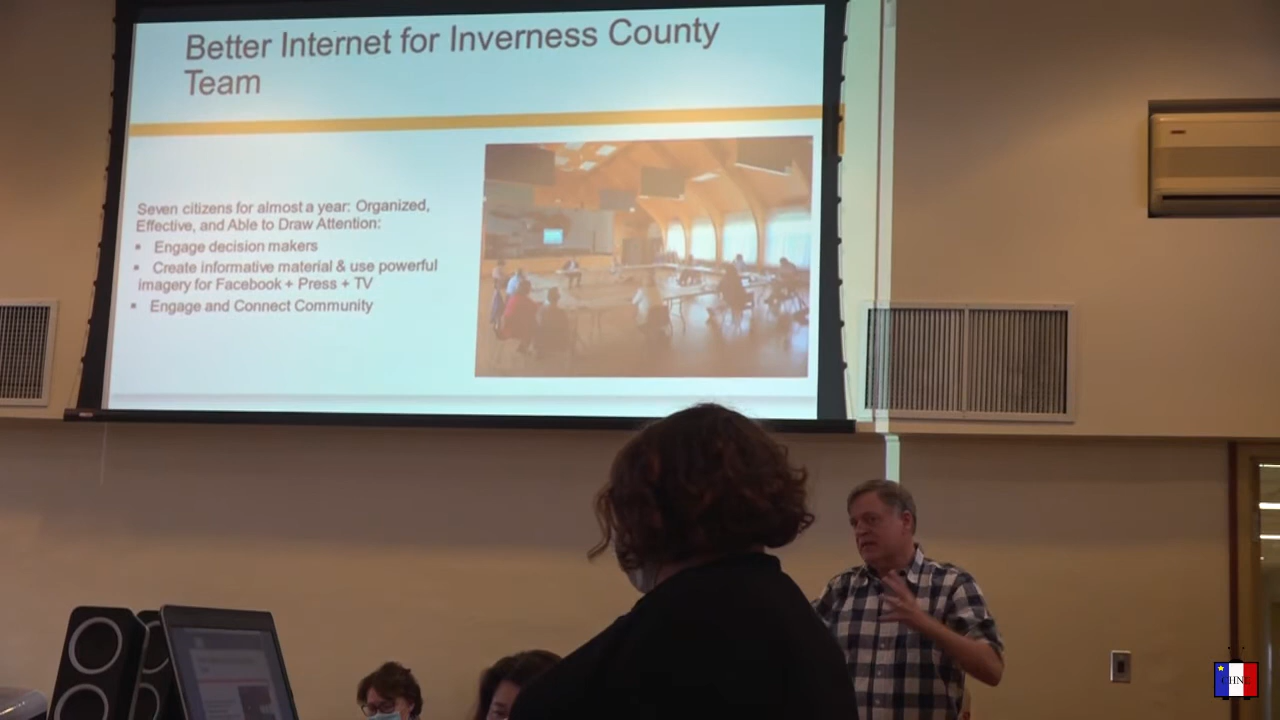 Better Internet for Inverness County
Team
Seven citizens for almost a year: Organized,
Effective, and Able to Draw Attention:
▪ Engage decision makers
▪ Create informative material & use powerful
imagery for Facebook + Press + TV
▪ Engage and Connect Community
CHNE